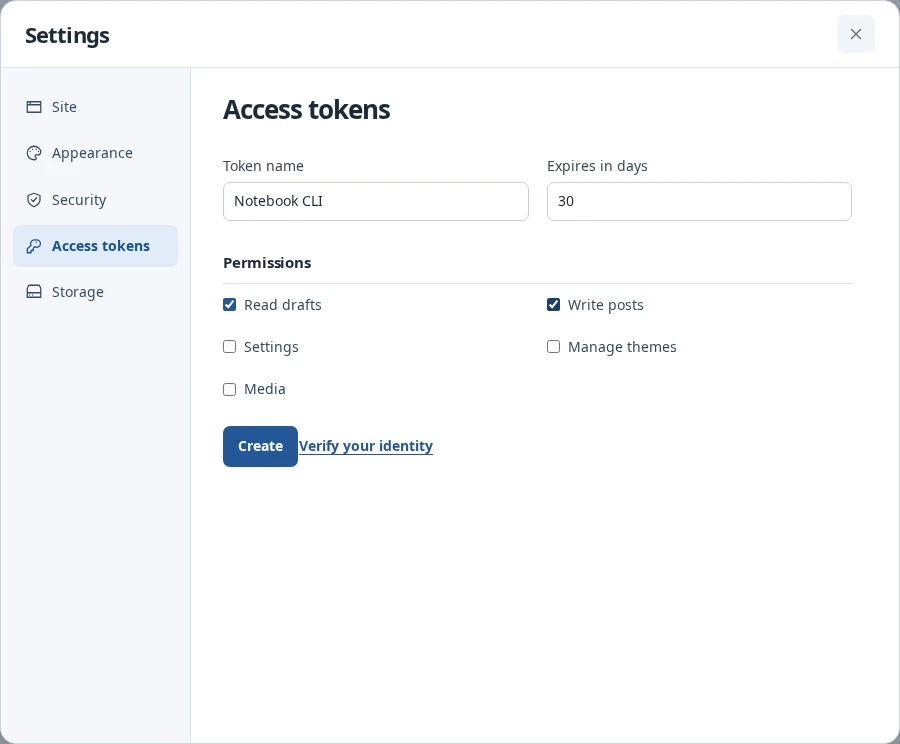 Settings
Site
Appearance
Security
Access tokens
Storage
Access tokens
Token name
Expires in days
Notebook CLI
30
Permissions
Read drafts
Write posts
Settings
Manage themes
Media
Create
Verify your identity